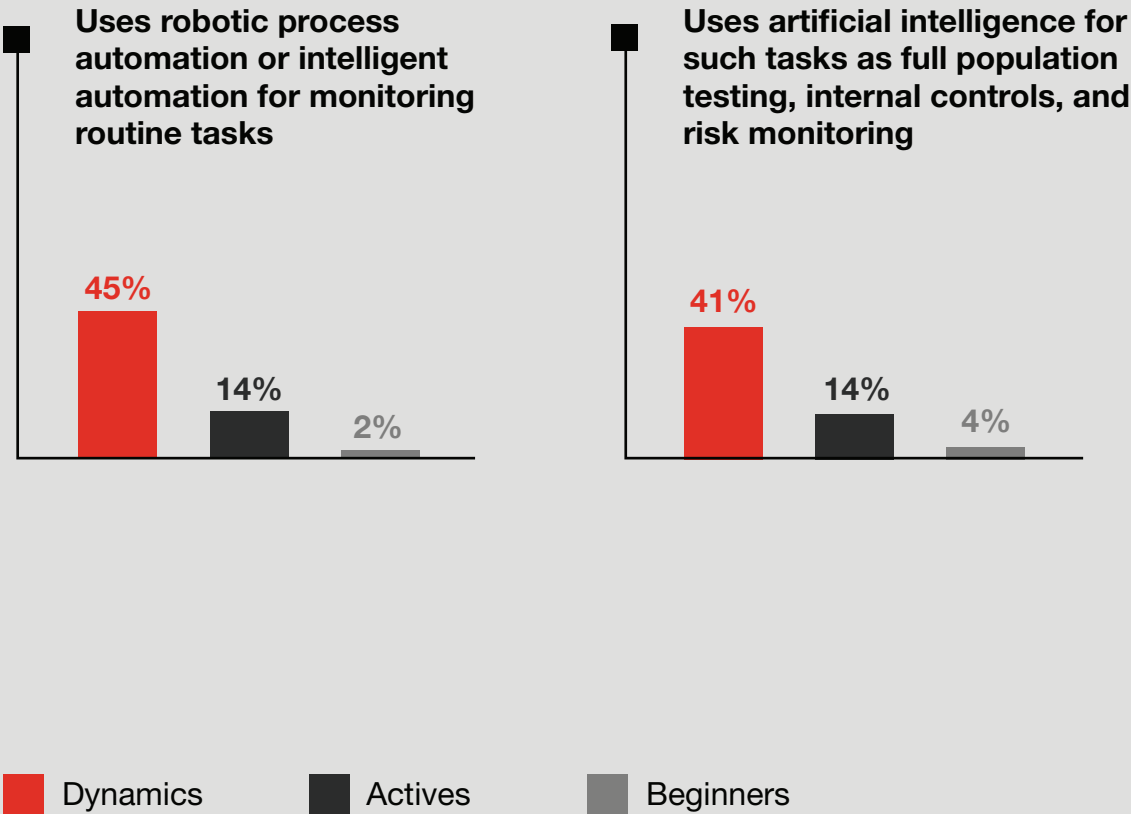 Uses robotic process
automation or intelligent
automation for monitoring
routine tasks
45%
14%
2%
Uses artificial intelligence for
such tasks as full population
testing, internal controls, and
risk monitoring
41%
14%
4%
Dynamics
Actives
Beginners